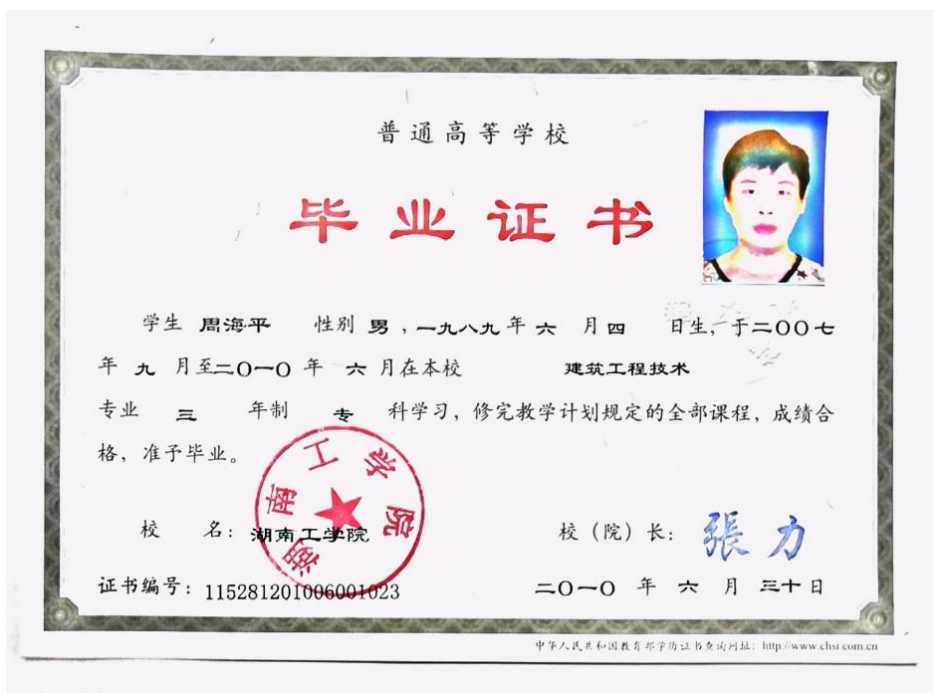 普通高等学校
毕业证书
学生 周海平 性别 男 ，一九八九 年 六 月 四 日生，于二〇〇七
年 九 月至二〇一〇 年 六 月在本校 建筑工程技术
专业 三 年制 专 科学习，修完教学计划规定的全部课程，成绩合
格，准予毕业。
湖南工学院
校 名：湖南工学院 校（院）长：張力
证书编号：115281201006001023 二〇一〇 年 六 月 三十日
中华人民共和国教育部学历证书查询网址：http://www.chsi.com.cn